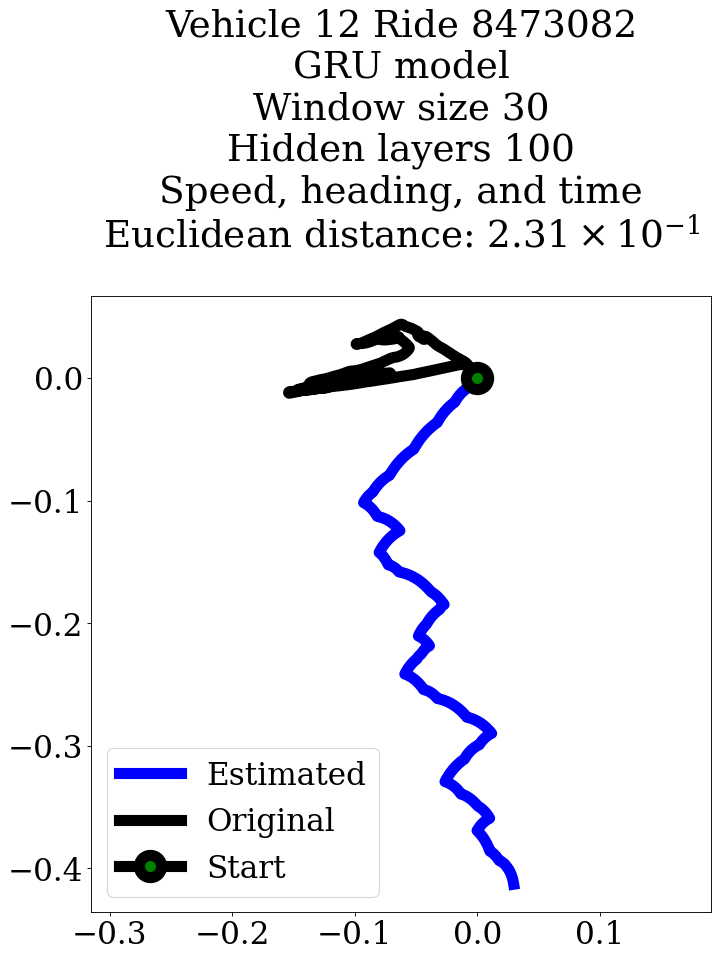 Vehicle 12 Ride 8473082
GRU model
Window size 30
Hidden layers 100
Speed, heading, and time
Euclidean distance: 2.31 × 10⁻¹
0.0
−0.1
−0.2
−0.3
−0.4
Estimated
Original
Start
−0.3 −0.2 −0.1 0.0 0.1